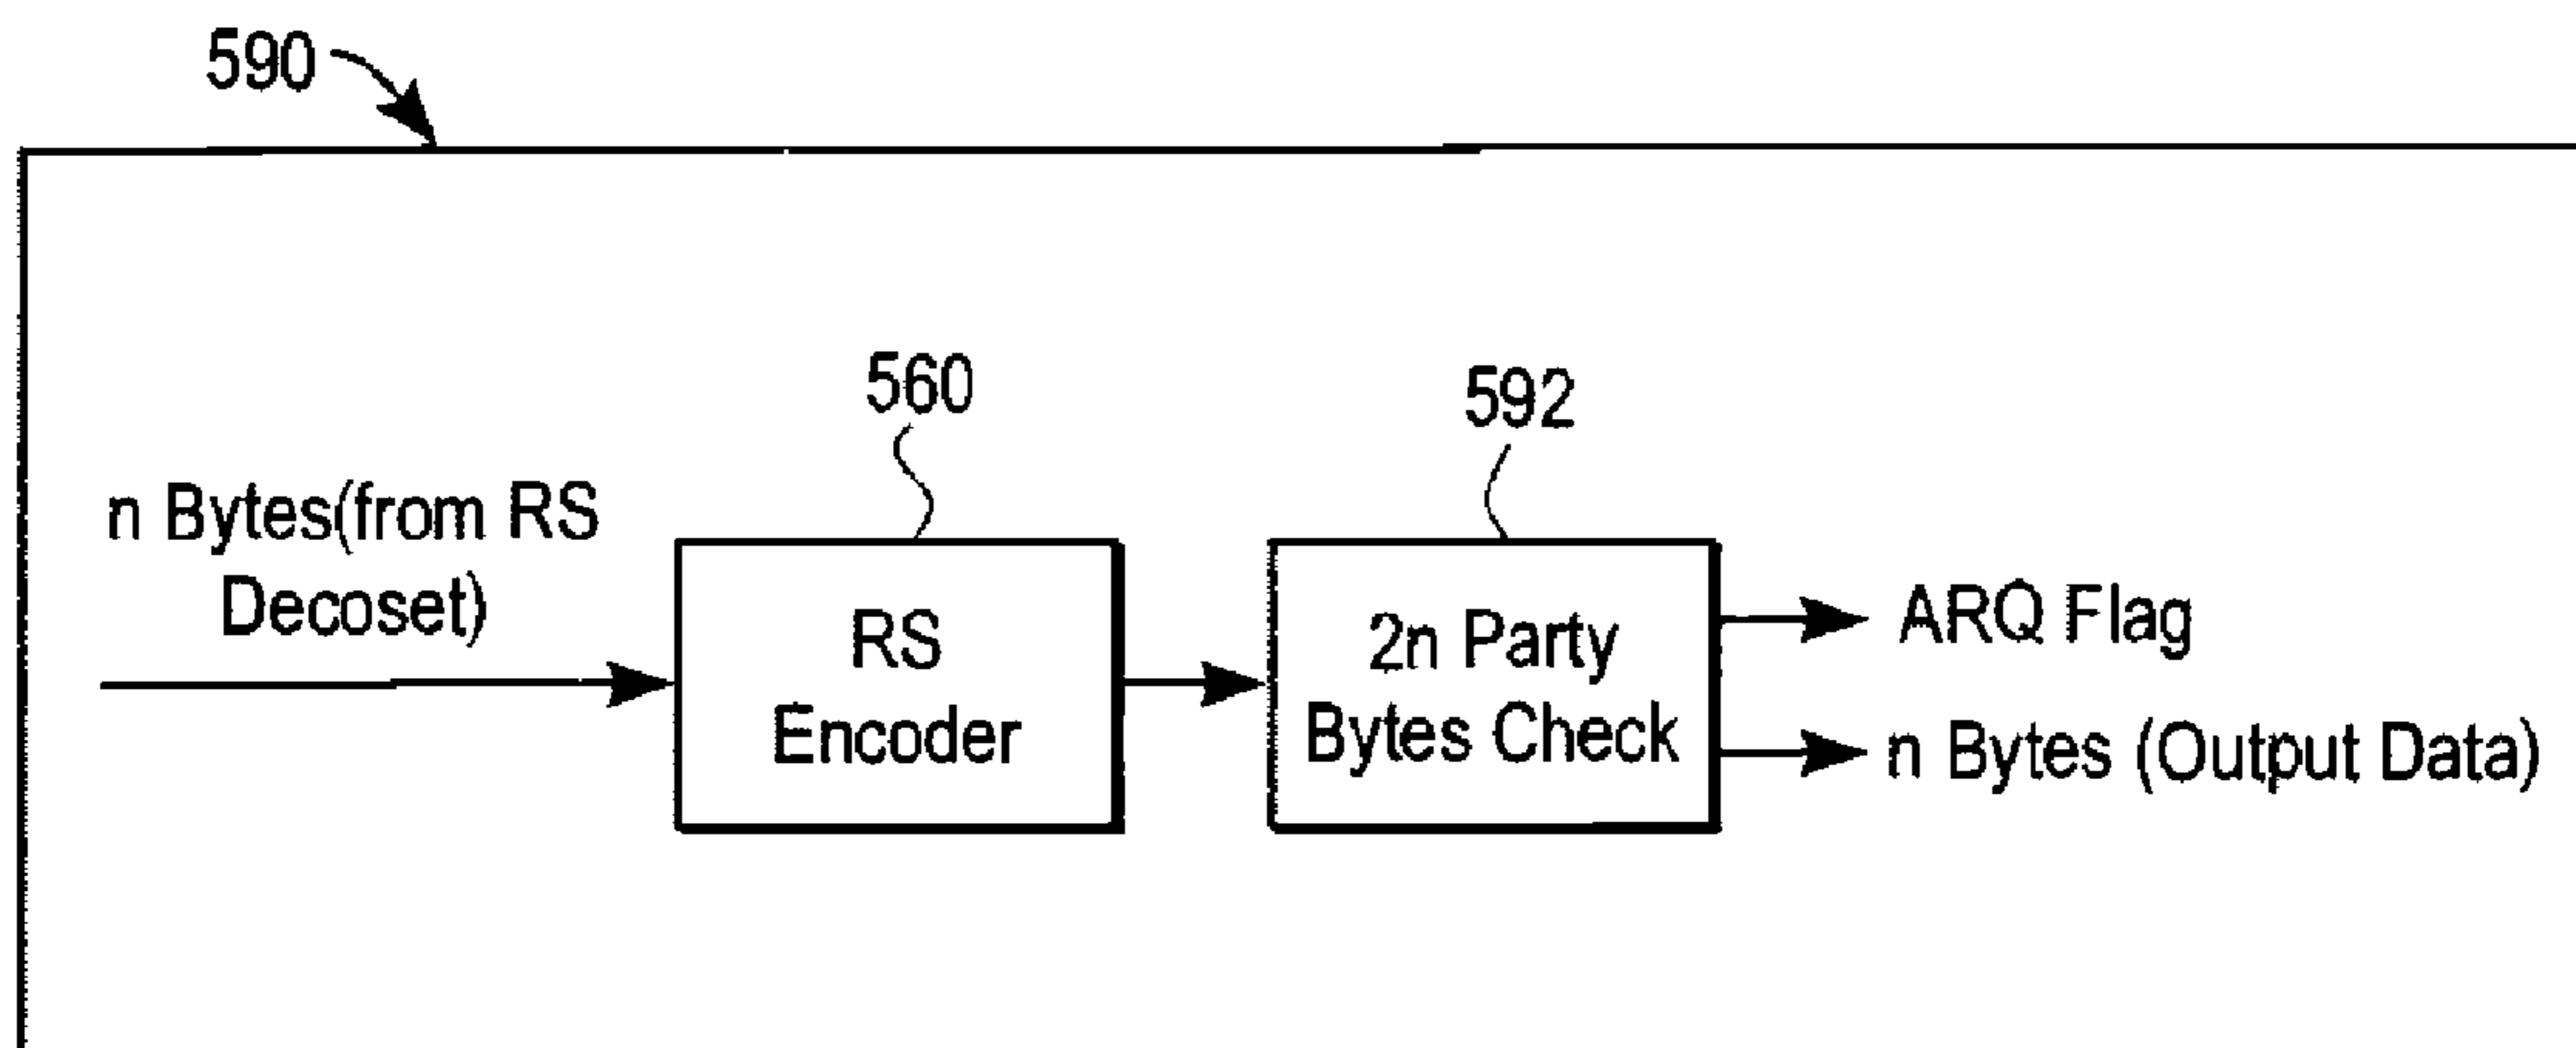 590
560
592
n Bytes(from RS
Decoset)
RS
Encoder
2n Party
Bytes Check
ARQ Flag
n Bytes (Output Data)